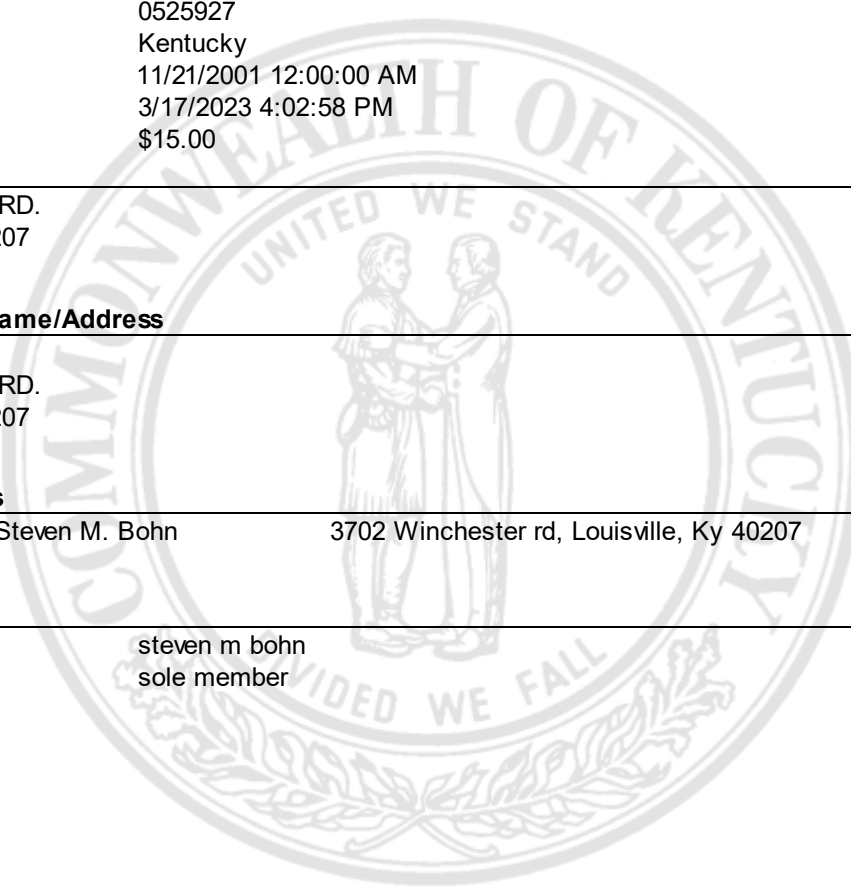 0525927
Kentucky
11/21/2001 12:00:00 AM
3/17/2023 4:02:58 PM
$15.00
RD.
207
ame/Address
RD.
207
s
Steven M. Bohn 3702 Winchester rd, Louisville, Ky 40207
steven m bohn
sole member
COMMONWEALTH OF KENTUCKY
UNITED WE STAND
DIVIDED WE FALL